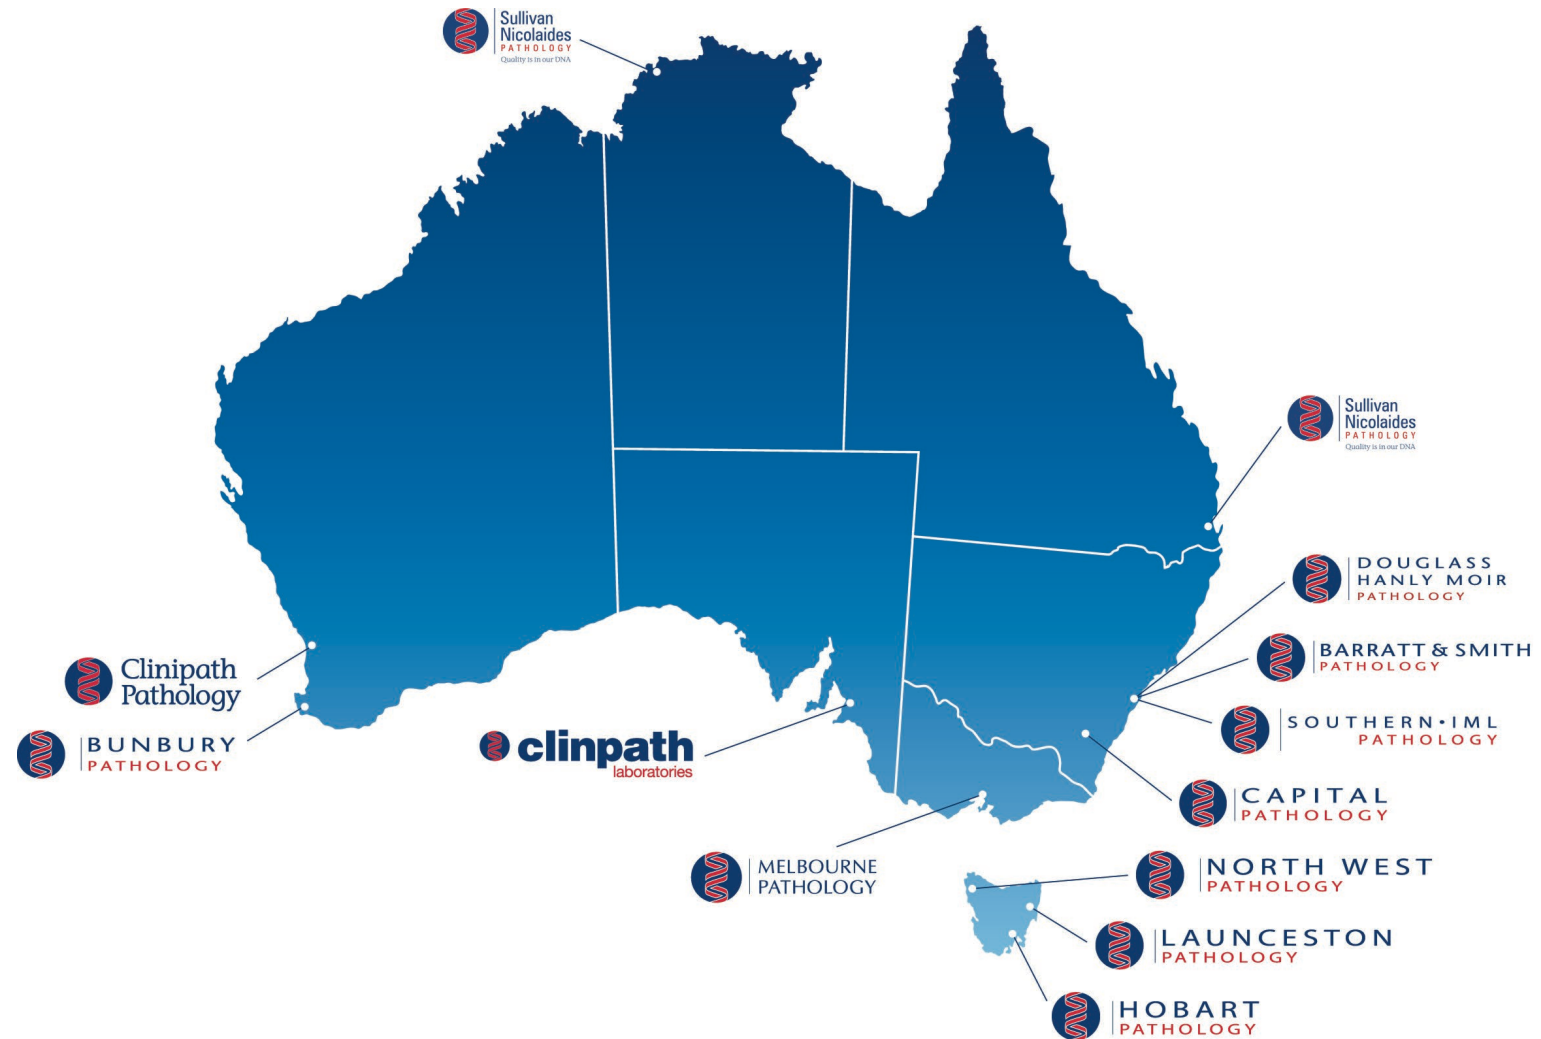 Sullivan
Nicolaides
PATHOLOGY
Quality is in our DNA
Sullivan
Nicolaides
PATHOLOGY
Quality is in our DNA
DOUGLASS
HANLY MOIR
PATHOLOGY
BARRATT & SMITH
PATHOLOGY
Clinipath
Pathology
SOUTHERN•IML
PATHOLOGY
BUNBURY
PATHOLOGY
clinpath
laboratories
CAPITAL
PATHOLOGY
MELBOURNE
PATHOLOGY
NORTH WEST
PATHOLOGY
LAUNCESTON
PATHOLOGY
HOBART
PATHOLOGY